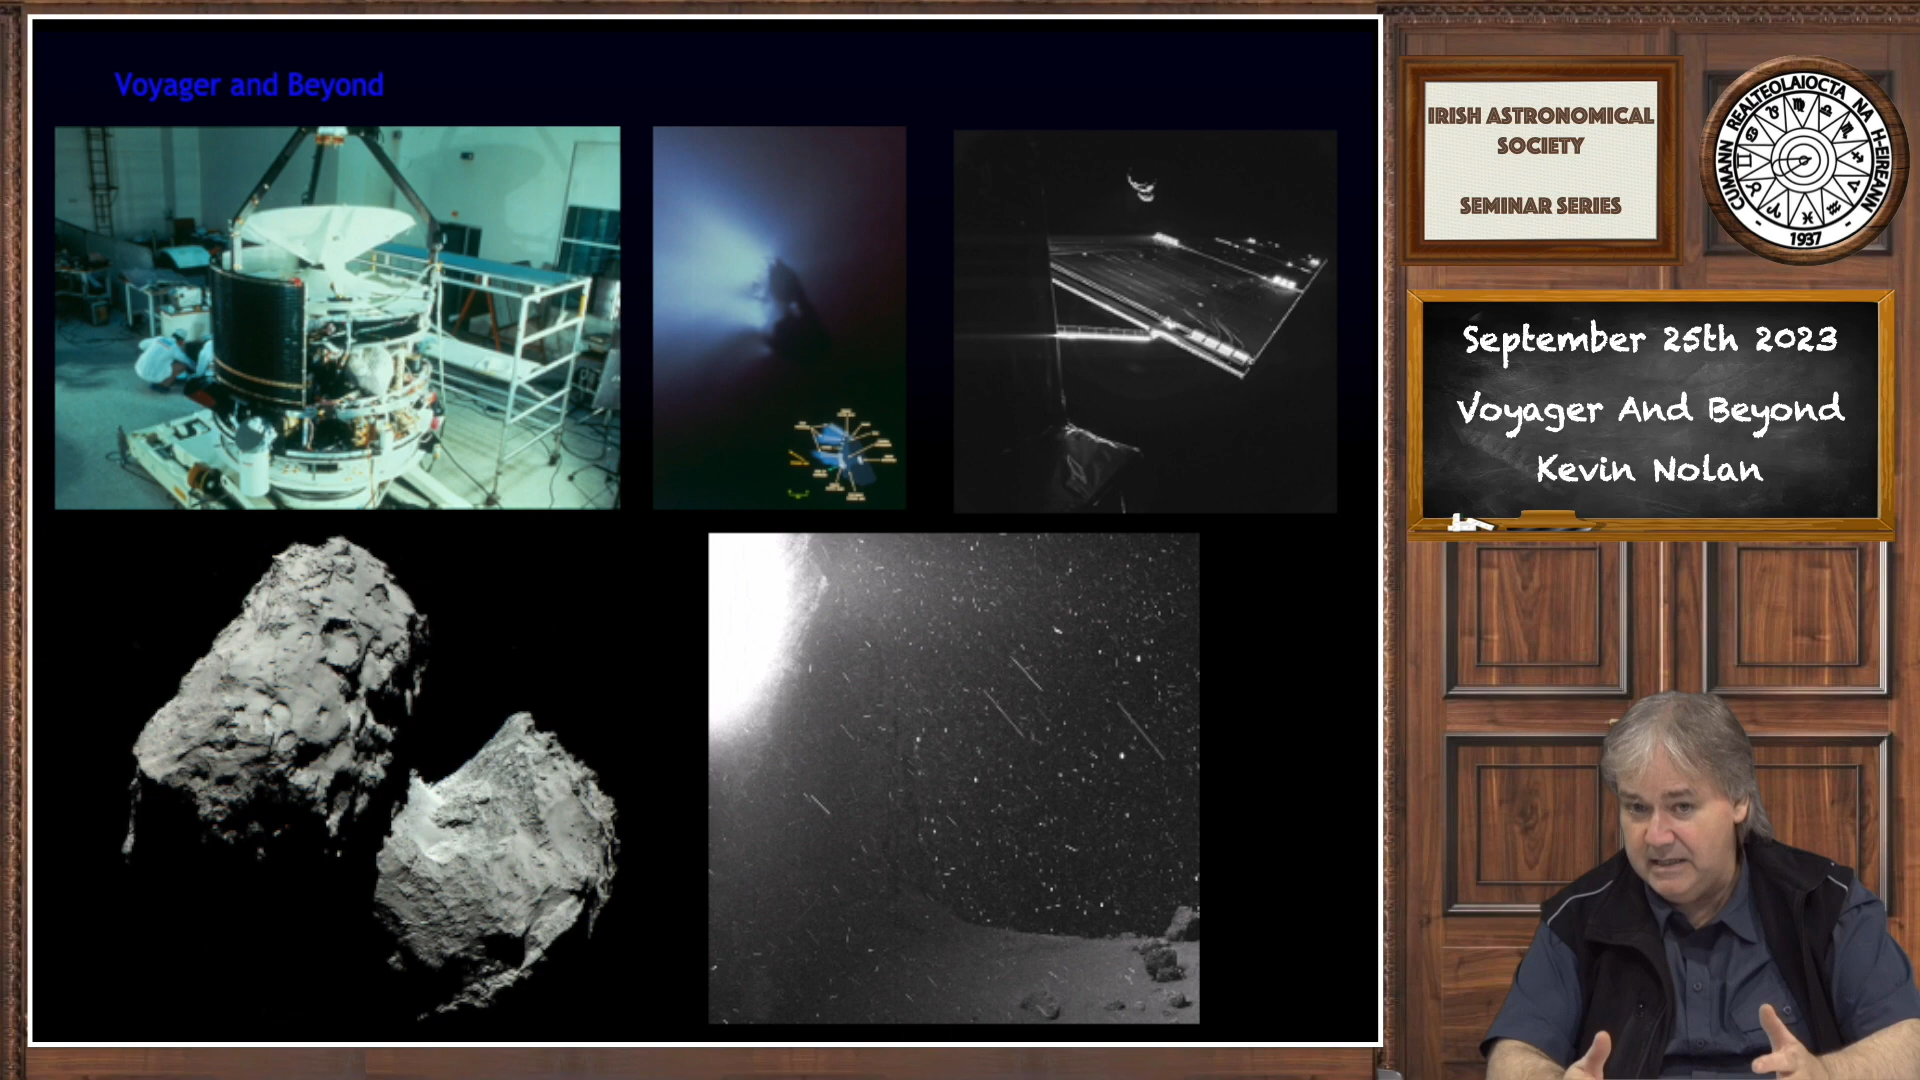 Voyager and Beyond
IRISH ASTRONOMICAL
SOCIETY
SEMINAR SERIES
CUMANN REALTEOLAIOCTA NA H-EIREANN
1937
September 25th 2023
Voyager And Beyond
Kevin Nolan